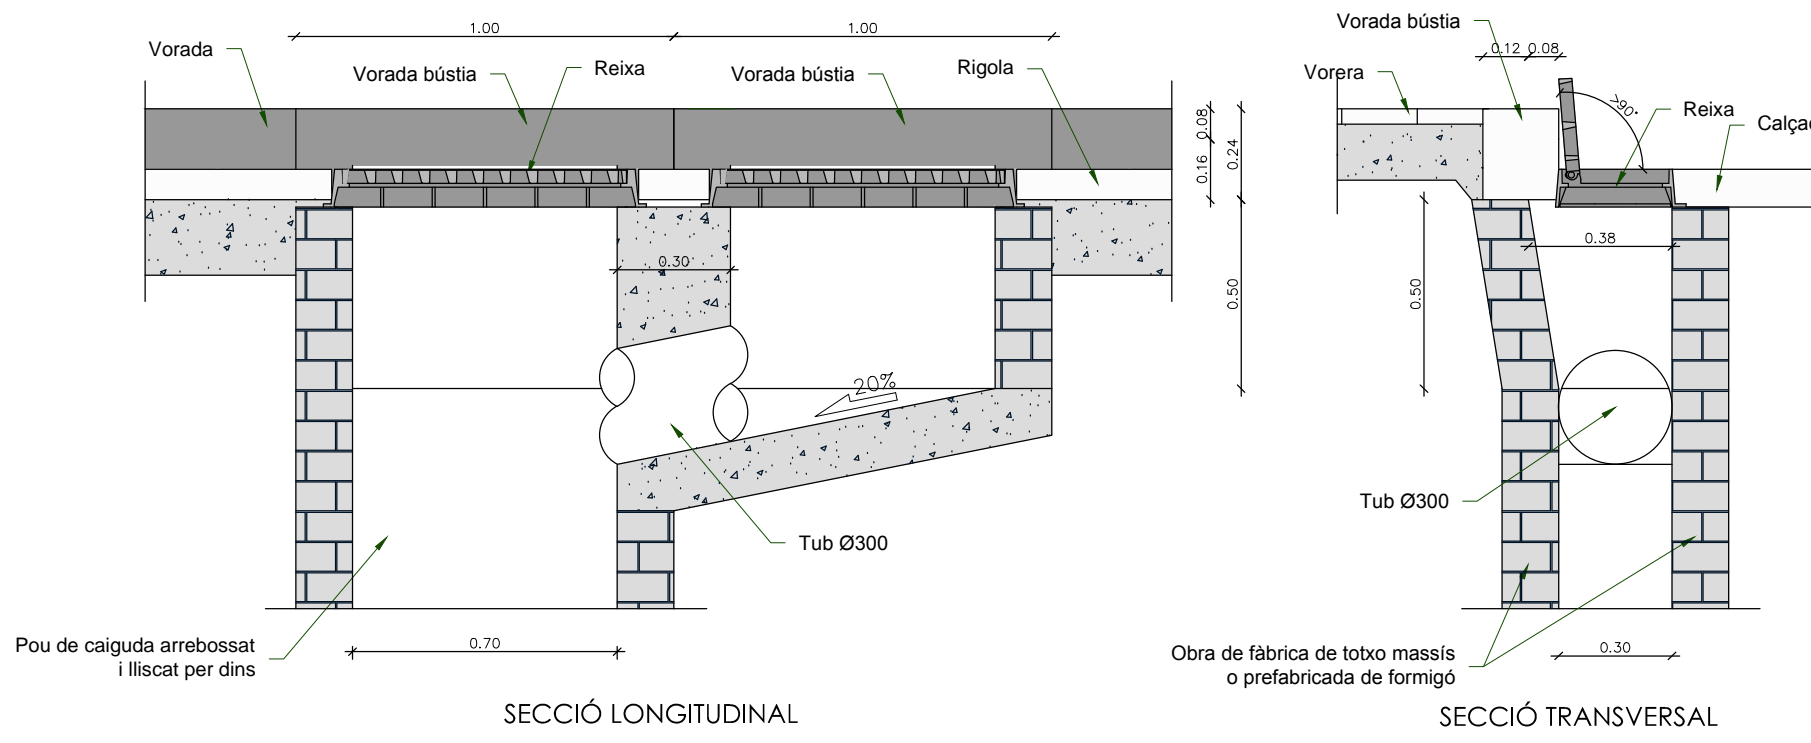 1.00
1.00
Vorada
Vorada bústia
Reixa
Vorada bústia
Rigola
0.30
20%
Tub Ø300
Pou de caiguda arrebossat
i lliscat per dins
0.70
SECCIÓ LONGITUDINAL
0.08
0.16
0.24
0.50
Vorada bústia
0.12
0.08
Vorera
>90°
Reixa
Calçad
0.38
0.50
Tub Ø300
Obra de fàbrica de totxo massís
o prefabricada de formigó
0.30
SECCIÓ TRANSVERSAL